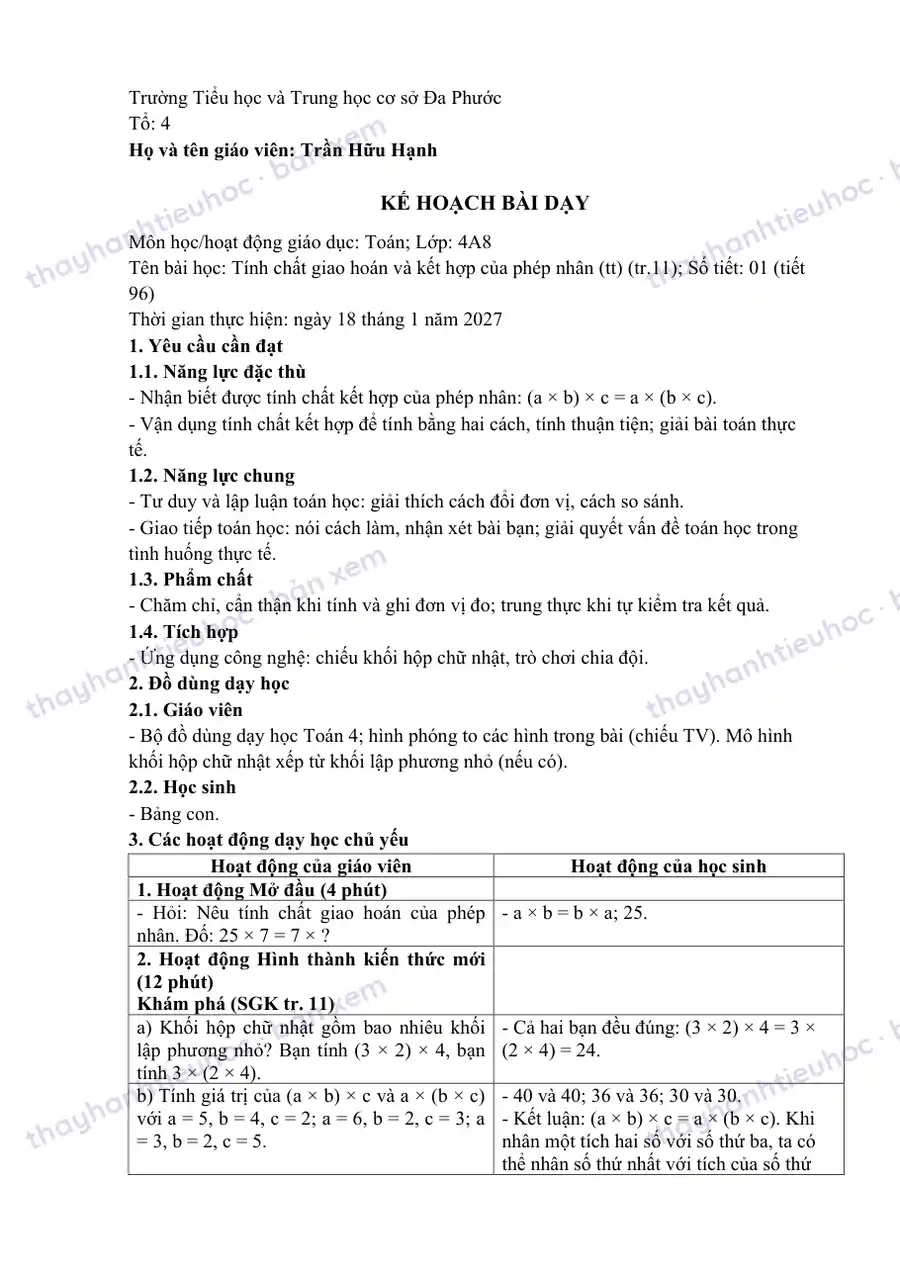 Trường Tiểu học và Trung học cơ sở Đa Phước
Tổ: 4
Họ và tên giáo viên: Trần Hữu Hạnh
KẾ HOẠCH BÀI DẠY
Môn học/hoạt động giáo dục: Toán; Lớp: 4A8
Tên bài học: Tính chất giao hoán và kết hợp của phép nhân (tt) (tr.11); Số tiết: 01 (tiết
96)
Thời gian thực hiện: ngày 18 tháng 1 năm 2027
1. Yêu cầu cần đạt
1.1. Năng lực đặc thù
- Nhận biết được tính chất kết hợp của phép nhân: (a × b) × c = a × (b × c).
- Vận dụng tính chất kết hợp để tính bằng hai cách, tính thuận tiện; giải bài toán thực
tế.
1.2. Năng lực chung
- Tư duy và lập luận toán học: giải thích cách đổi đơn vị, cách so sánh.
- Giao tiếp toán học: nói cách làm, nhận xét bài bạn; giải quyết vấn đề toán học trong
tình huống thực tế.
1.3. Phẩm chất
- Chăm chỉ, cẩn thận khi tính và ghi đơn vị đo; trung thực khi tự kiểm tra kết quả.
1.4. Tích hợp
- Ứng dụng công nghệ: chiếu khối hộp chữ nhật, trò chơi chia đội.
2. Đồ dùng dạy học
2.1. Giáo viên
- Bộ đồ dùng dạy học Toán 4; hình phóng to các hình trong bài (chiếu TV). Mô hình
khối hộp chữ nhật xếp từ khối lập phương nhỏ (nếu có).
2.2. Học sinh
- Bảng con.
3. Các hoạt động dạy học chủ yếu
Hoạt động của giáo viên
Hoạt động của học sinh
1. Hoạt động Mở đầu (4 phút)
- Hỏi: Nêu tính chất giao hoán của phép
nhân. Đố: 25 × 7 = 7 × ?
- a × b = b × a; 25.
2. Hoạt động Hình thành kiến thức mới
(12 phút)
Khám phá (SGK tr. 11)
a) Khối hộp chữ nhật gồm bao nhiêu khối
lập phương nhỏ? Bạn tính (3 × 2) × 4, bạn
tính 3 × (2 × 4).
- Cả hai bạn đều đúng: (3 × 2) × 4 = 3 ×
(2 × 4) = 24.
b) Tính giá trị của (a × b) × c và a × (b × c)
với a = 5, b = 4, c = 2; a = 6, b = 2, c = 3; a
= 3, b = 2, c = 5.
- 40 và 40; 36 và 36; 30 và 30.
- Kết luận: (a × b) × c = a × (b × c). Khi
nhân một tích hai số với số thứ ba, ta có
thể nhân số thứ nhất với tích của số thứ
thayhanhtieuhoc · bản xem
thayhanhtieuhoc · b
thayhanhtieuhoc · bản xem
thayhanhtieuhoc · b
thayhanhtieuhoc · bản xem
thayhanhtieuhoc · b